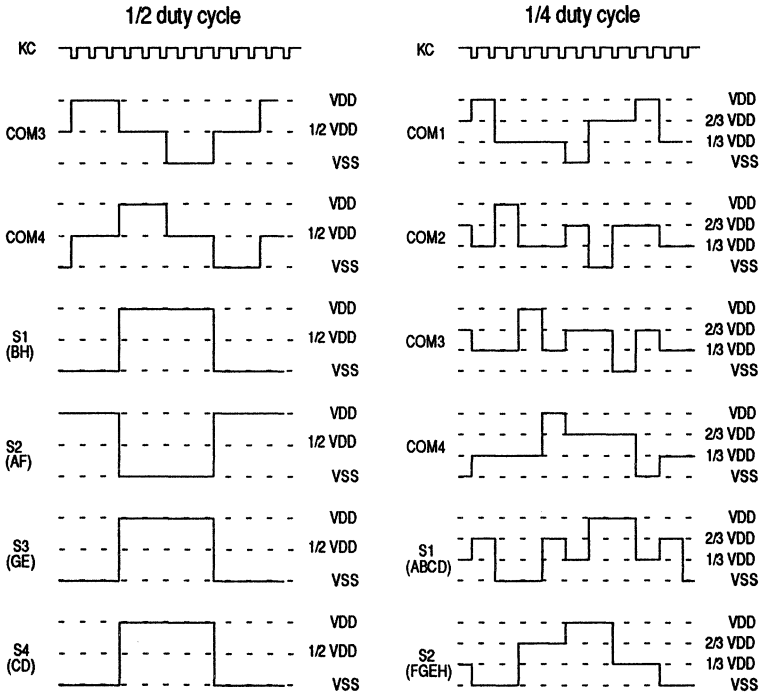 1/2 duty cycle
KC
COM3
VDD
1/2 VDD
VSS
COM4
VDD
1/2 VDD
VSS
S1
(BH)
VDD
1/2 VDD
VSS
S2
(AF)
VDD
1/2 VDD
VSS
S3
(GE)
VDD
1/2 VDD
VSS
S4
(CD)
VDD
1/2 VDD
VSS
1/4 duty cycle
KC
COM1
VDD
2/3 VDD
1/3 VDD
VSS
COM2
VDD
2/3 VDD
1/3 VDD
VSS
COM3
VDD
2/3 VDD
1/3 VDD
VSS
COM4
VDD
2/3 VDD
1/3 VDD
VSS
S1
(ABCD)
VDD
2/3 VDD
1/3 VDD
VSS
S2
(FGEH)
VDD
2/3 VDD
1/3 VDD
VSS